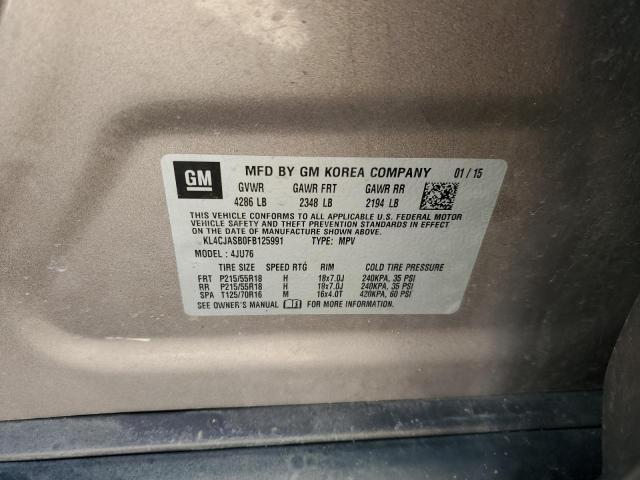 GM MFD BY GM KOREA COMPANY 01 / 15
GVWR GAWR FRT GAWR RR
4286 LB 2348 LB 2194 LB
THIS VEHICLE CONFORMS TO ALL APPLICABLE U.S. FEDERAL MOTOR
VEHICLE SAFETY AND THEFT PREVENTION STANDARDS IN EFFECT ON
THE DATE OF MANUFACTURE SHOWN ABOVE.
KL4CJASB0FB125991 TYPE: MPV
MODEL : 4JU76
TIRE SIZE SPEED RTG RIM COLD TIRE PRESSURE
FRT P215/55R18 H 18x7.0J 240KPA, 35 PSI
RR P215/55R18 H 18x7.0J 240KPA, 35 PSI
SPA T125/70R16 M 16x4.0T 420KPA, 60 PSI
SEE OWNER'S MANUAL i FOR MORE INFORMATION.